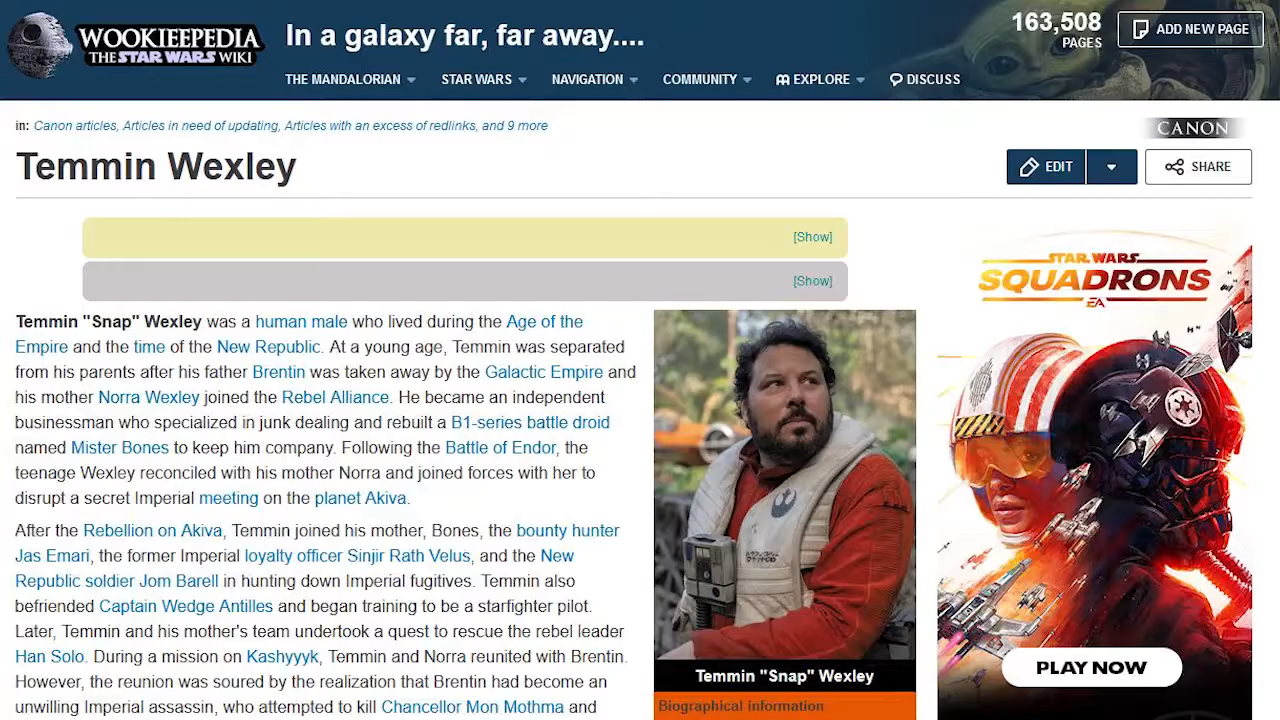 WOOKIEEPEDIA
THE STAR WARS WIKI
In a galaxy far, far away....
163,508
PAGES
ADD NEW PAGE
THE MANDALORIAN
STAR WARS
NAVIGATION
COMMUNITY
EXPLORE
DISCUSS
in: Canon articles, Articles in need of updating, Articles with an excess of redlinks, and 9 more
CANON
Temmin Wexley
EDIT
SHARE
[Show]
[Show]
Temmin "Snap" Wexley was a human male who lived during the Age of the
Empire and the time of the New Republic. At a young age, Temmin was separated
from his parents after his father Brentin was taken away by the Galactic Empire and
his mother Norra Wexley joined the Rebel Alliance. He became an independent
businessman who specialized in junk dealing and rebuilt a B1-series battle droid
named Mister Bones to keep him company. Following the Battle of Endor, the
teenage Wexley reconciled with his mother Norra and joined forces with her to
disrupt a secret Imperial meeting on the planet Akiva.
After the Rebellion on Akiva, Temmin joined his mother, Bones, the bounty hunter
Jas Emari, the former Imperial loyalty officer Sinjir Rath Velus, and the New
Republic soldier Jom Barell in hunting down Imperial fugitives. Temmin also
befriended Captain Wedge Antilles and began training to be a starfighter pilot.
Later, Temmin and his mother's team undertook a quest to rescue the rebel leader
Han Solo. During a mission on Kashyyyk, Temmin and Norra reunited with Brentin.
However, the reunion was soured by the realization that Brentin had become an
unwilling Imperial assassin, who attempted to kill Chancellor Mon Mothma and
Temmin "Snap" Wexley
Biographical information
STAR WARS
SQUADRONS
EA
PLAY NOW